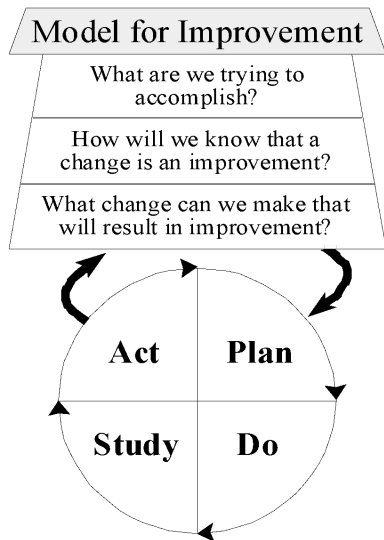 Model for Improvement
What are we trying to
accomplish?
How will we know that a
change is an improvement?
What change can we make that
will result in improvement?
Act
Plan
Study
Do